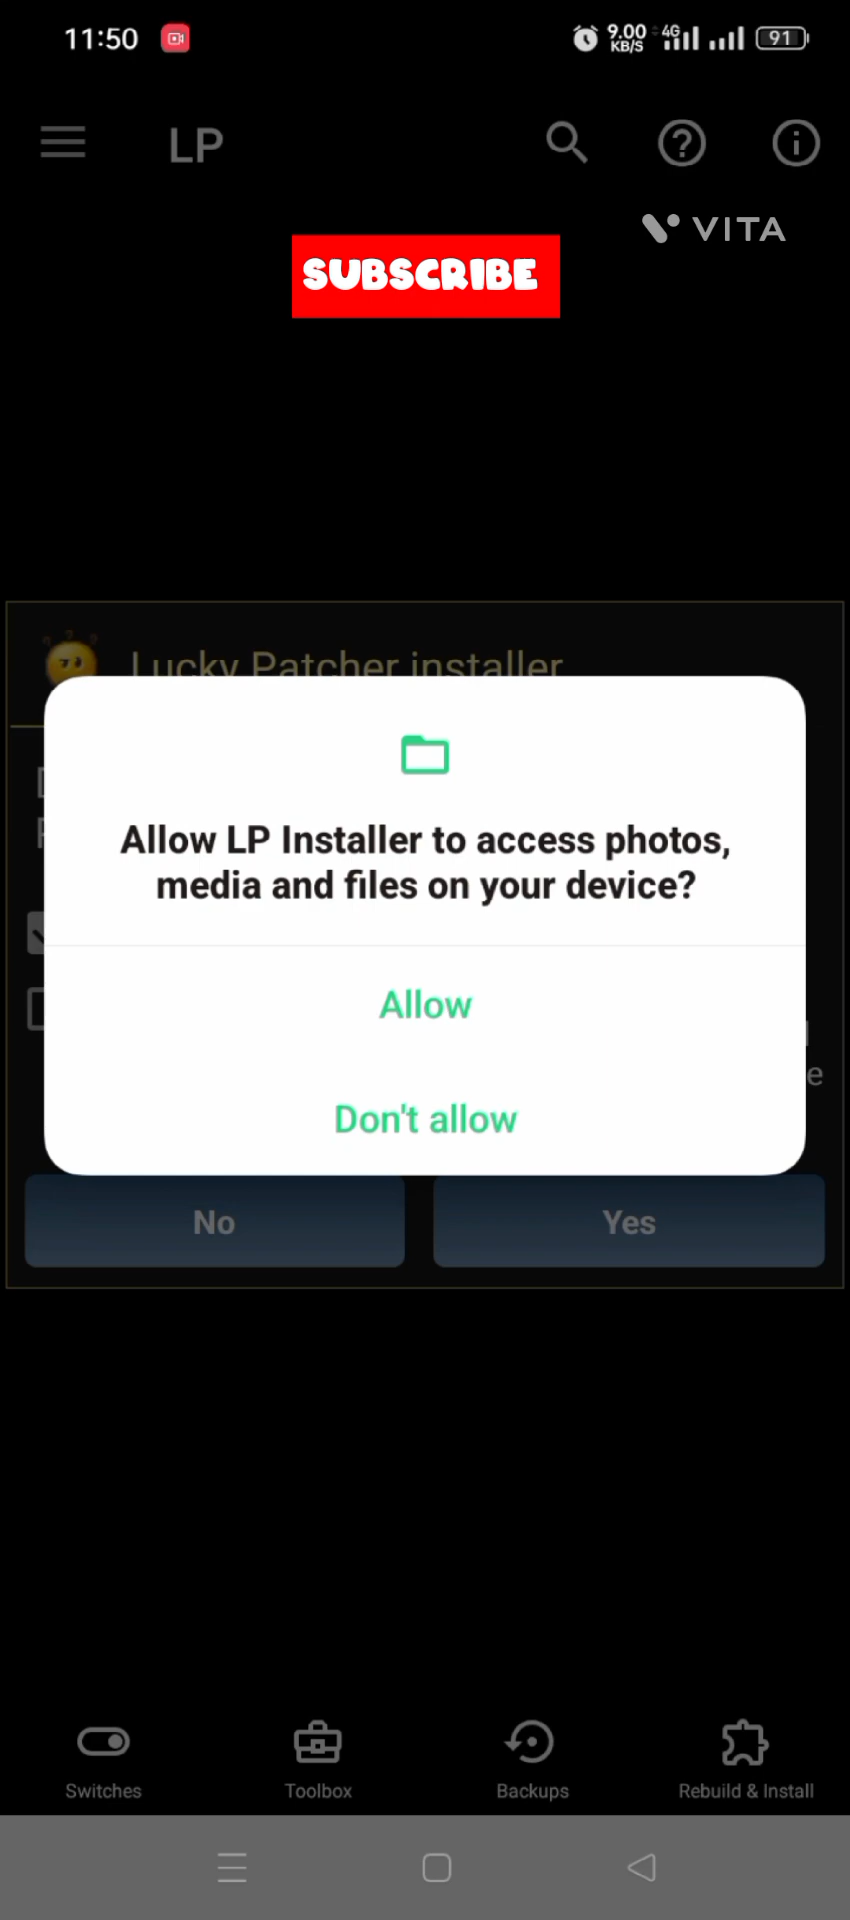 11:50 9.00 KB/S 4G 91
LP
VITA
SUBSCRIBE
Lucky Patcher installer
Allow LP Installer to access photos,
media and files on your device?
Allow
e
Don't allow
No Yes
Switches Toolbox Backups Rebuild & Install